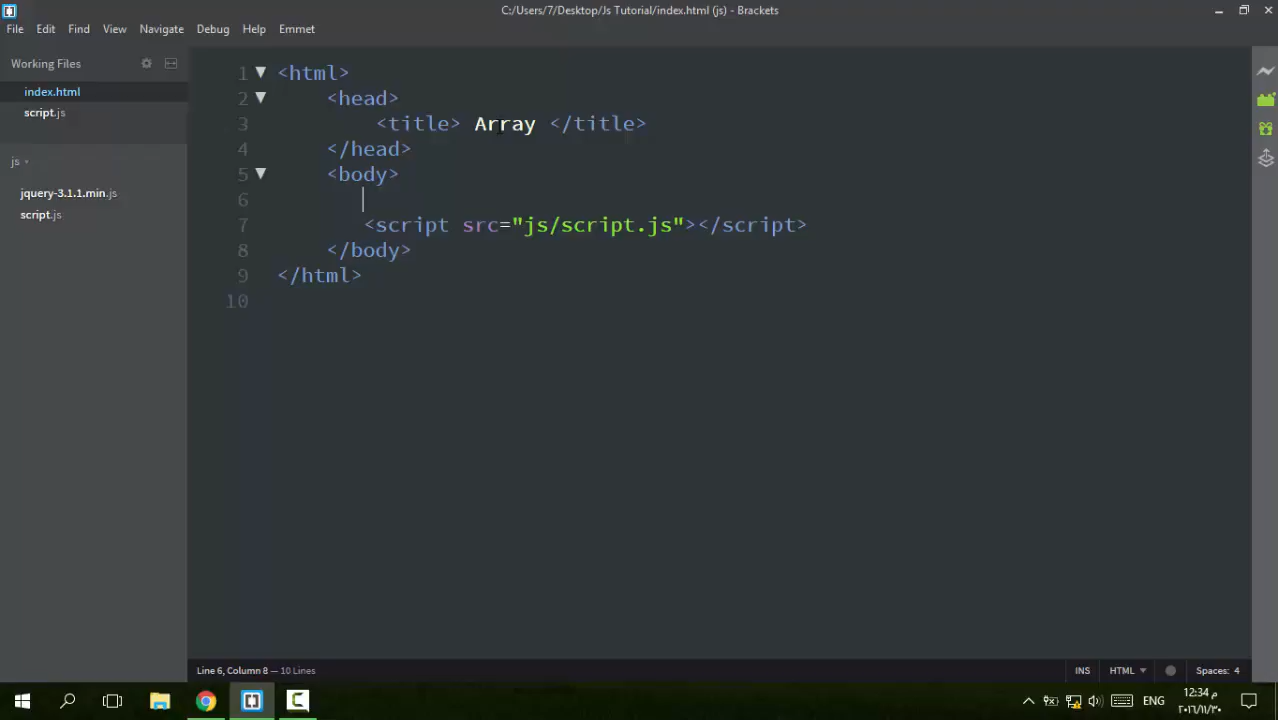 C:/Users/7/Desktop/Js Tutorial/index.html (js) - Brackets
File Edit Find View Navigate Debug Help Emmet
Working Files
index.html
script.js
js
jquery-3.1.1.min.js
script.js
1 <html>
2 <head>
3 <title> Array </title>
4 </head>
5 <body>
6
7 <script src="js/script.js"></script>
8 </body>
9 </html>
10
Line 6, Column 8 — 10 Lines
INS HTML Spaces: 4
ENG
12:34 م
٢٠١٦/١١/٣٠